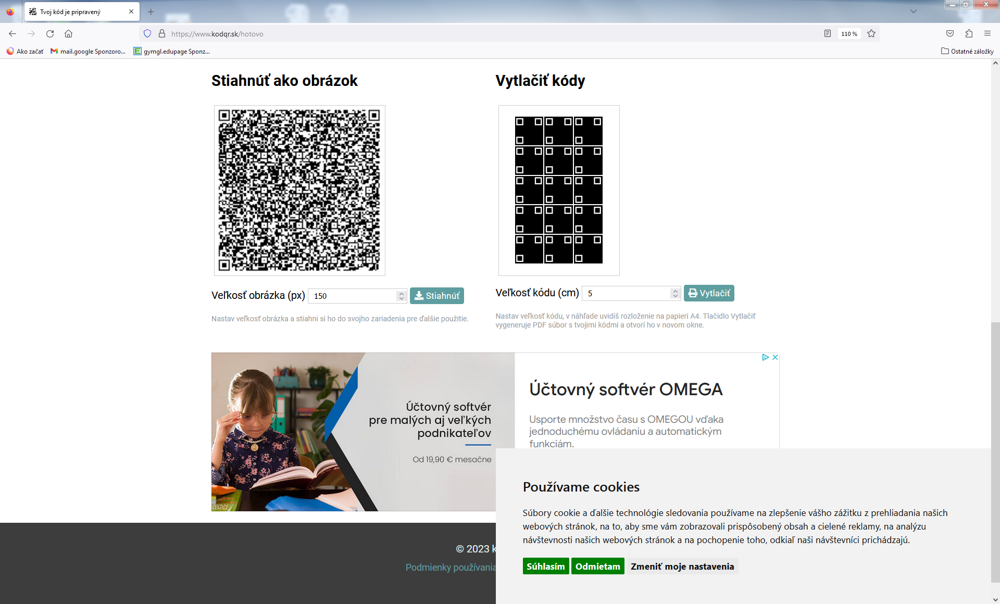 Tvoj kód je pripravený
https://www.kodqr.sk/hotovo
110 %
Ako začať
mail.google Sponzoro...
gymgl.edupage Sponz...
Ostatné záložky
Stiahnúť ako obrázok
Vytlačiť kódy
Veľkosť obrázka (px)
150
Stiahnúť
Nastav veľkosť obrázka a stiahni si ho do svojho zariadenia pre ďalšie použitie.
Veľkosť kódu (cm)
5
Vytlačiť
Nastav veľkosť kódu, v náhľade uvidíš rozloženie na papieri A4. Tlačidlo Vytlačiť
vygeneruje PDF súbor s tvojimi kódmi a otvorí ho v novom okne.
Účtovný softvér
pre malých aj veľkých
podnikateľov
Od 19,90 € mesačne
Účtovný softvér OMEGA
Usporte množstvo času s OMEGOU vďaka
jednoduchému ovládaniu a automatickým
funkciám.
© 2023 k
Podmienky používania
Používame cookies
Súbory cookie a ďalšie technológie sledovania používame na zlepšenie vášho zážitku z prehliadania našich
webových stránok, na to, aby sme vám zobrazovali prispôsobený obsah a cielené reklamy, na analýzu
návštevnosti našich webových stránok a na pochopenie toho, odkiaľ naši návštevníci prichádzajú.
Súhlasím
Odmietam
Zmeniť moje nastavenia